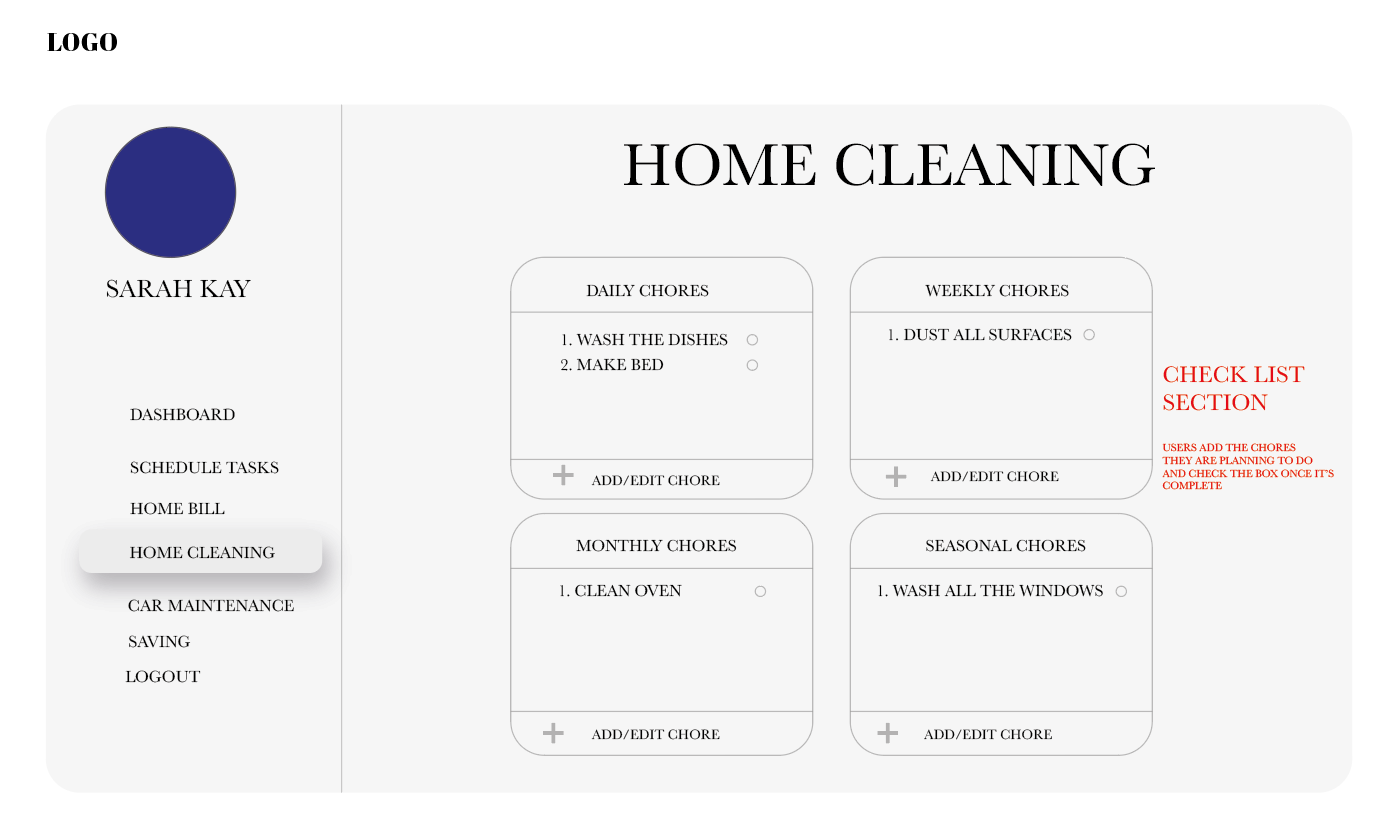 LOGO
SARAH KAY
DASHBOARD
SCHEDULE TASKS
HOME BILL
HOME CLEANING
CAR MAINTENANCE
SAVING
LOGOUT
HOME CLEANING
DAILY CHORES
1. WASH THE DISHES
2. MAKE BED
ADD/EDIT CHORE
WEEKLY CHORES
1. DUST ALL SURFACES
ADD/EDIT CHORE
CHECK LIST
SECTION
USERS ADD THE CHORES
THEY ARE PLANNING TO DO
AND CHECK THE BOX ONCE IT'S
COMPLETE
MONTHLY CHORES
1. CLEAN OVEN
ADD/EDIT CHORE
SEASONAL CHORES
1. WASH ALL THE WINDOWS
ADD/EDIT CHORE